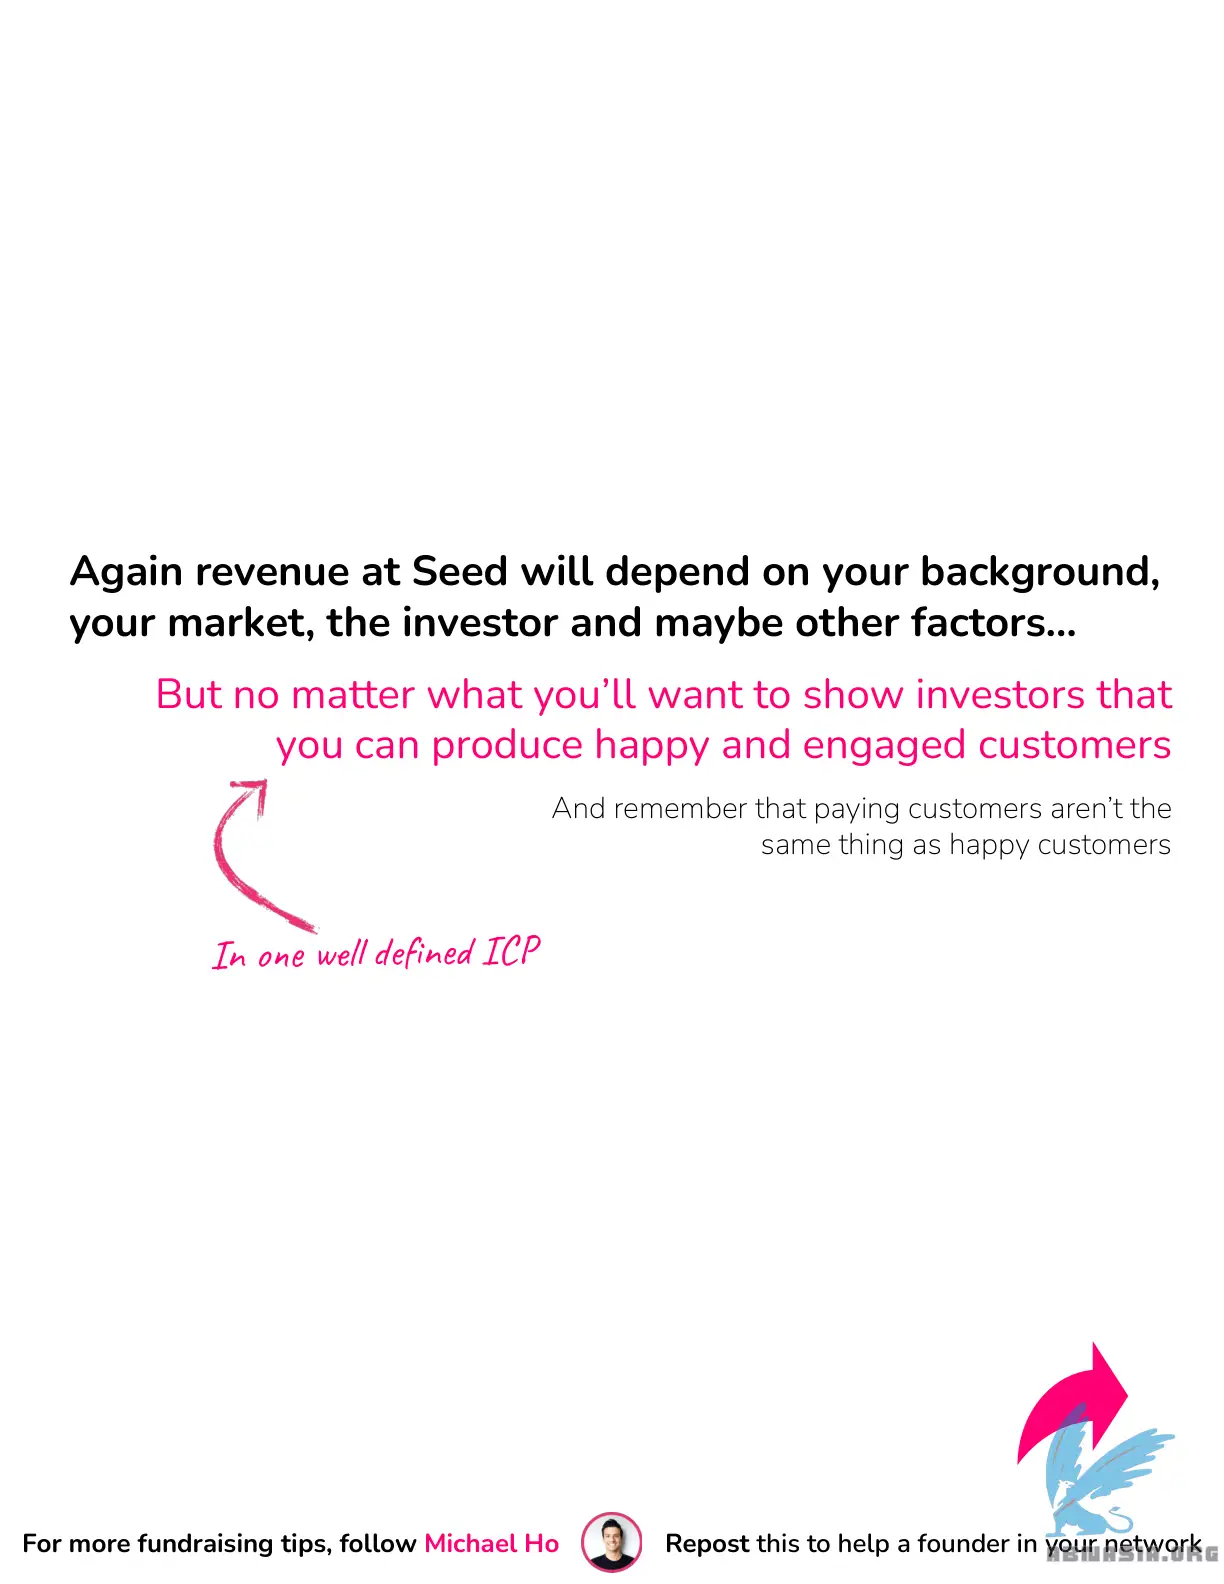 Again revenue at Seed will depend on your background,
your market, the investor and maybe other factors...
But no matter what you’ll want to show investors that
you can produce happy and engaged customers
And remember that paying customers aren’t the
same thing as happy customers
In one well defined ICP
For more fundraising tips, follow Michael Ho
Repost this to help a founder in your network
ABMASIA.ORG